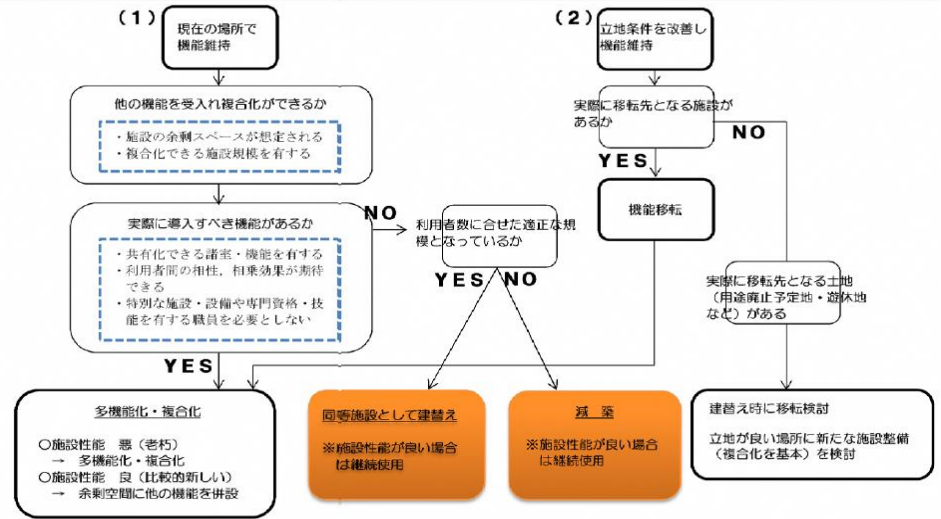 (1)
現在の場所で
機能維持
他の機能を受入れ複合化ができるか
・施設の余剰スペースが想定される
・複合化できる施設規模を有する
実際に導入すべき機能があるか
・共有化できる諸室・機能を有する
・利用者間の相性，相乗効果が期待
できる
・特別な施設・設備や専門資格・技
能を有する職員を必要としない
NO
利用者数に合せた適正な規
模となっているか
YES
NO
YES
(2)
立地条件を改善し
機能維持
実際に移転先となる施設が
あるか
NO
YES
機能移転
実際に移転先となる土地
（用途廃止予定地・遊休地
など）がある
多機能化・複合化
○施設性能　悪（老朽）
→　多機能化・複合化
○施設性能　良（比較的新しい）
→　余剰空間に他の機能を併設
同等施設として建替え
※施設性能が良い場合
は継続使用
減　築
※施設性能が良い場合
は継続使用
建替え時に移転検討
立地が良い場所に新たな施設整備
（複合化を基本）を検討